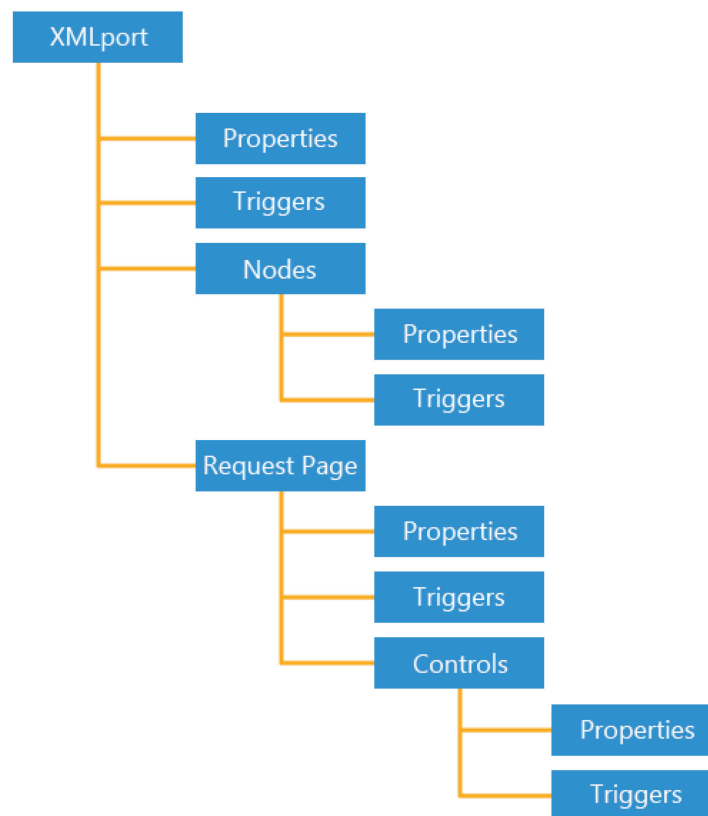 XMLport
Properties
Triggers
Nodes
Properties
Triggers
Request Page
Properties
Triggers
Controls
Properties
Triggers